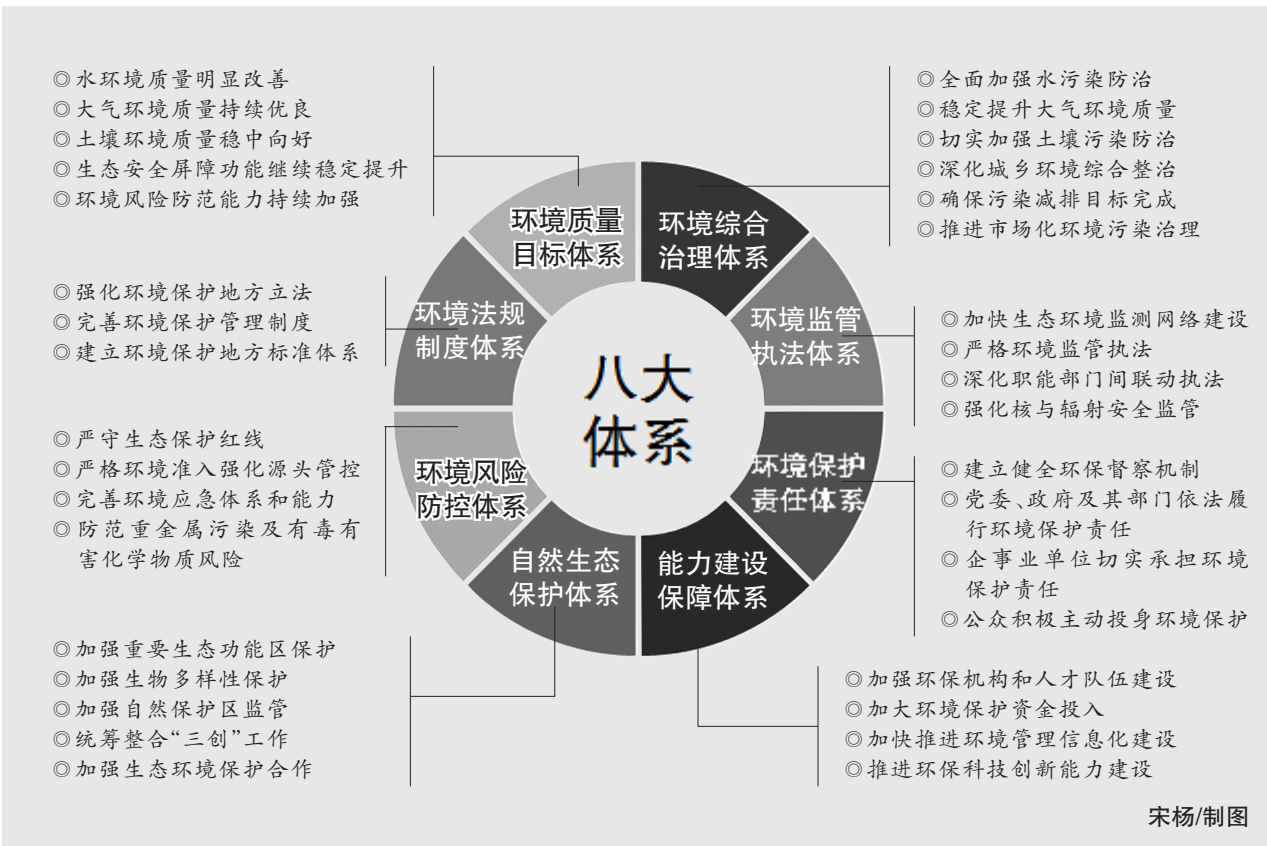 ◎水环境质量明显改善
◎大气环境质量持续优良
◎土壤环境质量稳中向好
◎生态安全屏障功能继续稳定提升
◎环境风险防范能力持续加强
◎全面加强水污染防治
◎稳定提升大气环境质量
◎切实加强土壤污染防治
◎深化城乡环境综合整治
◎确保污染减排目标完成
◎推进市场化环境污染治理
环境质量
目标体系
环境综合
治理体系
◎强化环境保护地方立法
◎完善环境保护管理制度
◎建立环境保护地方标准体系
环境法规
制度体系
环境监管
执法体系
◎加快生态环境监测网络建设
◎严格环境监管执法
◎深化职能部门间联动执法
◎强化核与辐射安全监管
八大
体系
◎严守生态保护红线
◎严格环境准入强化源头管控
◎完善环境应急体系和能力
◎防范重金属污染及有毒有
害化学物质风险
环境风险
防控体系
环境保护
责任体系
◎建立健全环保督察机制
◎党委、政府及其部门依法履
行环境保护责任
◎企事业单位切实承担环境
保护责任
◎公众积极主动投身环境保护
自然生态
保护体系
能力建设
保障体系
◎加强重要生态功能区保护
◎加强生物多样性保护
◎加强自然保护区监管
◎统筹整合“三创”工作
◎加强生态环境保护合作
◎加强环保机构和人才队伍建设
◎加大环境保护资金投入
◎加快推进环境管理信息化建设
◎推进环保科技创新能力建设
宋杨/制图